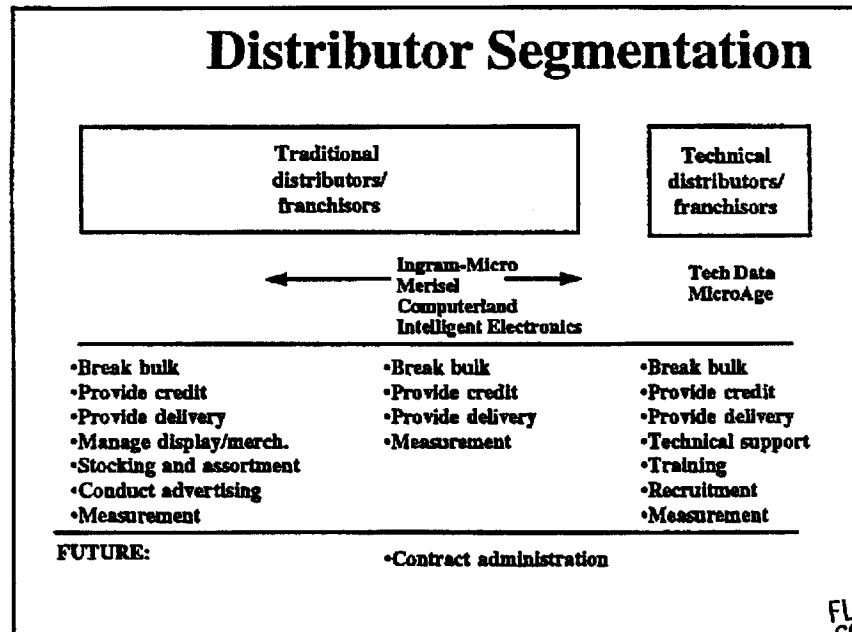 Distributor Segmentation
Traditional
distributors/
franchisors
Technical
distributors/
franchisors
Ingram-Micro
Merisel
Computerland
Intelligent Electronics
Tech Data
MicroAge
•Break bulk
•Provide credit
•Provide delivery
•Manage display/merch.
•Stocking and assortment
•Conduct advertising
•Measurement
•Break bulk
•Provide credit
•Provide delivery
•Measurement
•Break bulk
•Provide credit
•Provide delivery
•Technical support
•Training
•Recruitment
•Measurement
FUTURE:
•Contract administration
FL